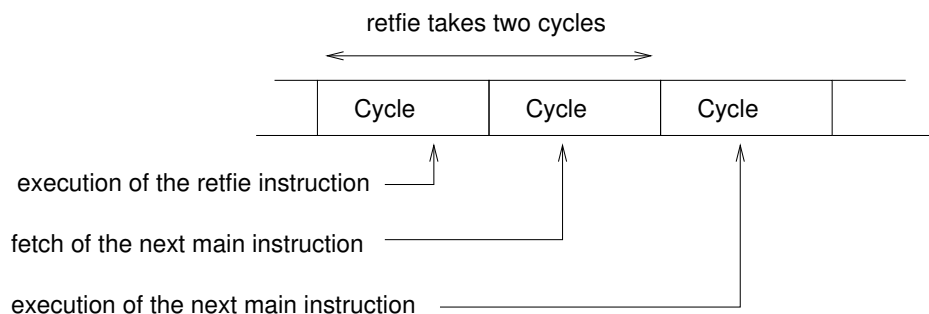 retfie takes two cycles
Cycle Cycle Cycle
execution of the retfie instruction
fetch of the next main instruction
execution of the next main instruction